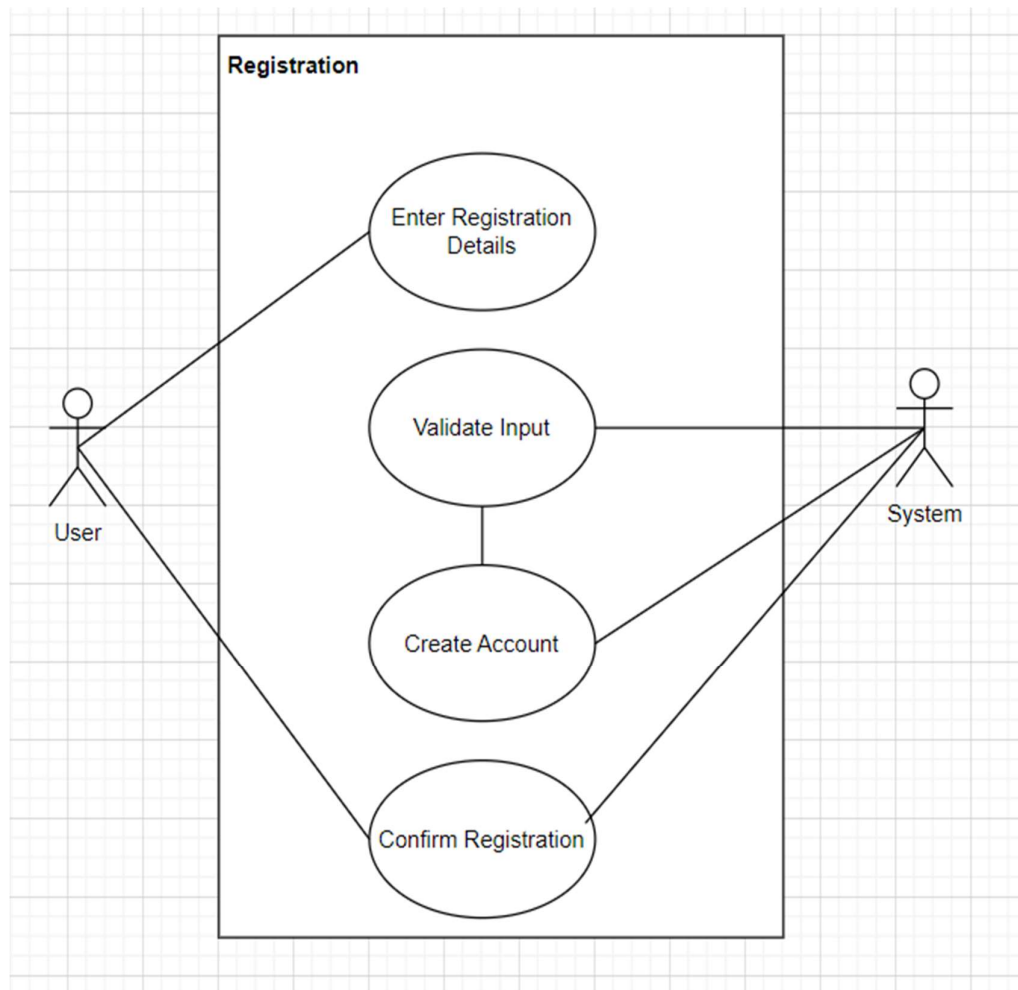 Registration
Enter Registration
Details
Validate Input
User
System
Create Account
Confirm Registration